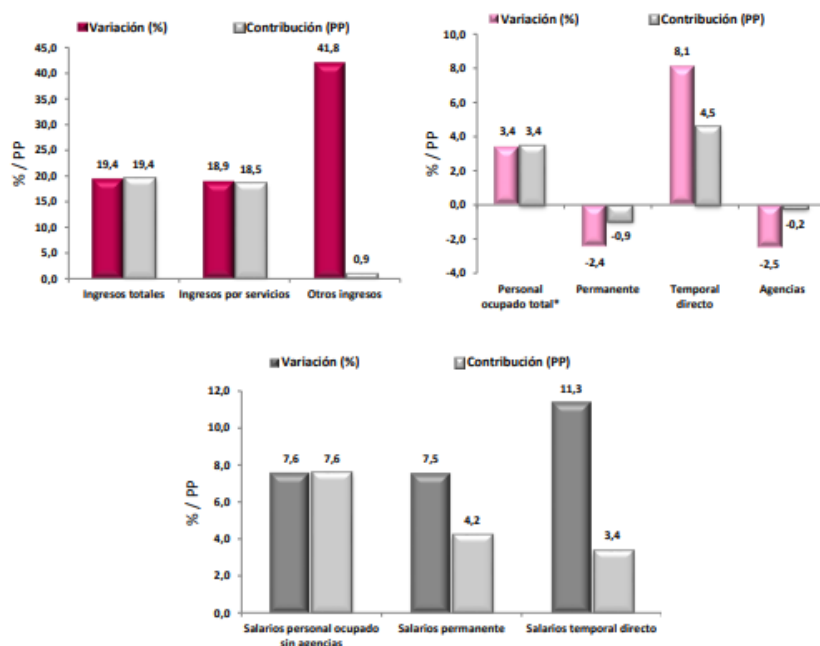 Variación (%) Contribución (PP)
45,0
40,0
35,0
30,0
25,0
20,0
15,0
10,0
5,0
0,0
% / PP
19,4 19,4 18,9 18,5 41,8 0,9
Ingresos totales Ingresos por servicios Otros ingresos
Variación (%) Contribución (PP)
10,0
8,0
6,0
4,0
2,0
0,0
-2,0
-4,0
% / PP
3,4 3,4 -2,4 -0,9 8,1 4,5 -2,5 -0,2
Personal Permanente Temporal Agencias
ocupado total* directo
Variación (%) Contribución (PP)
12,0
10,0
8,0
6,0
4,0
2,0
0,0
% / PP
7,6 7,6 7,5 4,2 11,3 3,4
Salarios personal ocupado Salarios permanente Salarios temporal directo
sin agencias